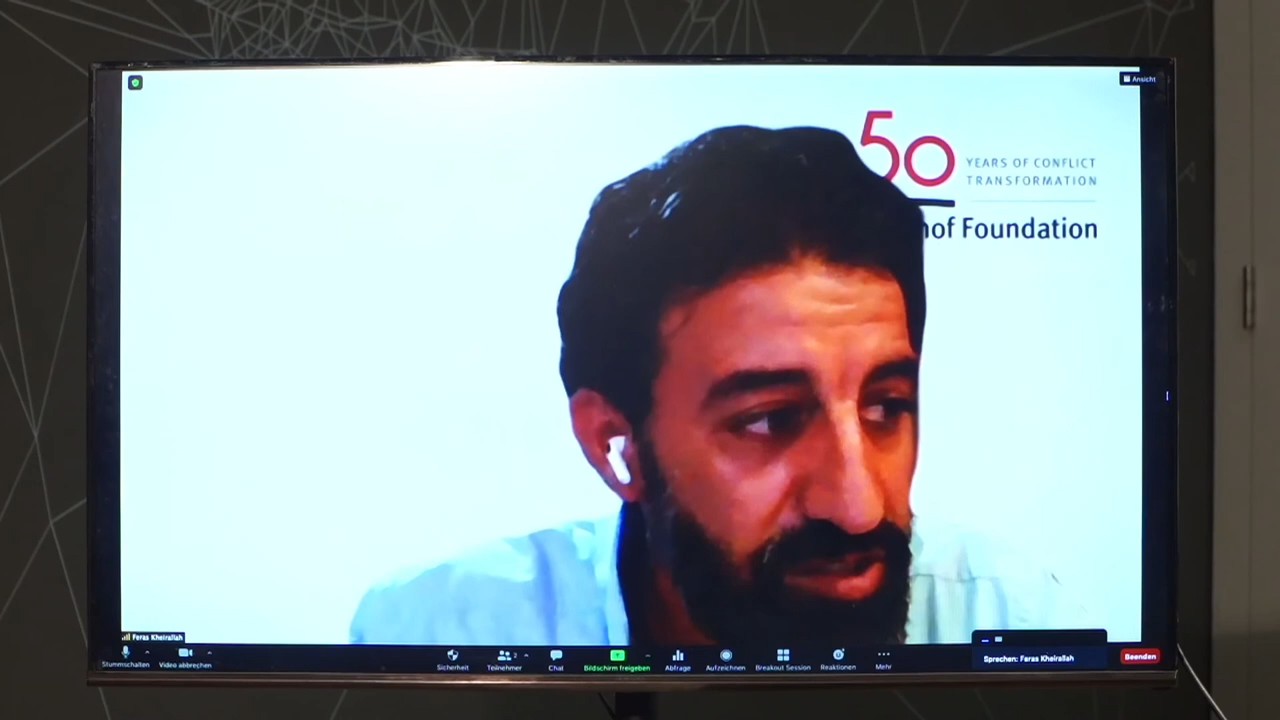 Ansicht
50
YEARS OF CONFLICT
TRANSFORMATION
hof Foundation
Feras Kheirallah
Stummschalten
Video abbrechen
Sicherheit
Teilnehmer
2
Chat
Bildschirm freigeben
Abfrage
Aufzeichnen
Breakout Session
Reaktionen
Mehr
Sprechen: Feras Kheirallah
Beenden